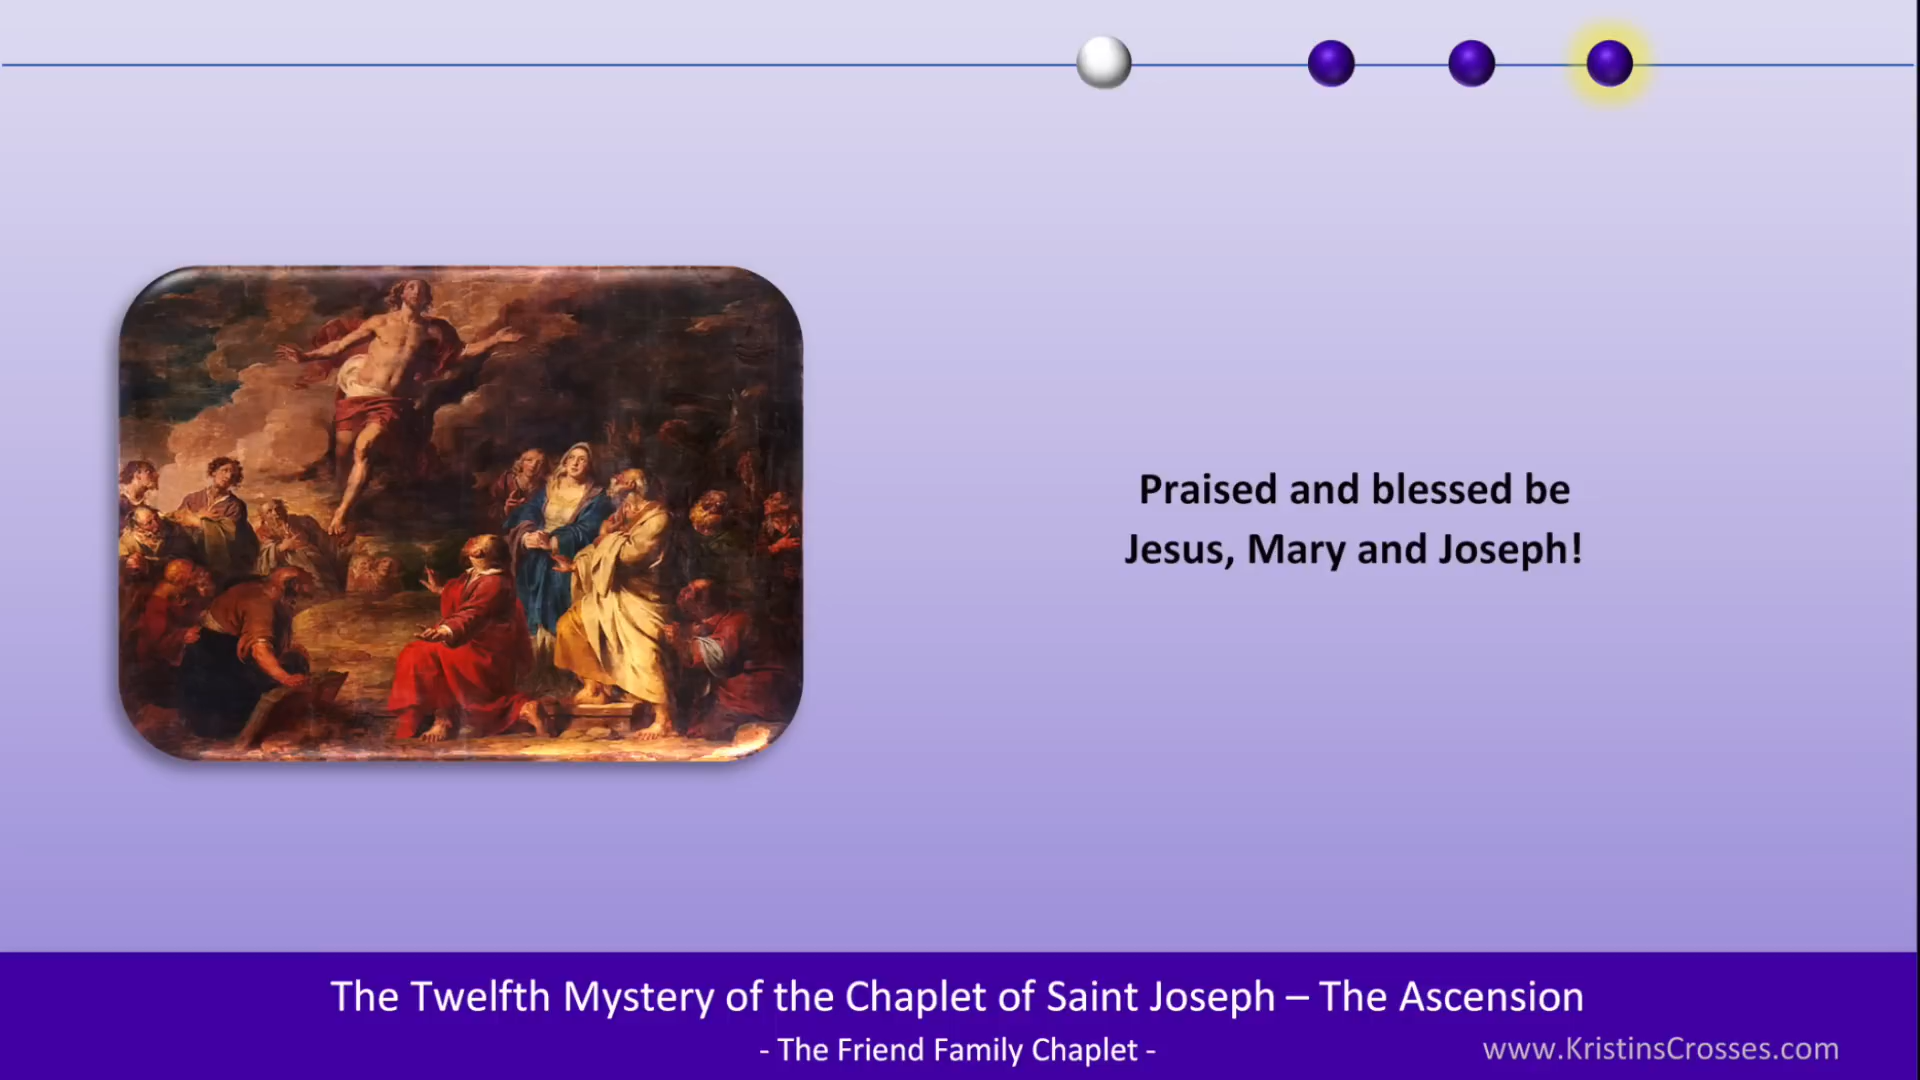 Praised and blessed be
Jesus, Mary and Joseph!
The Twelfth Mystery of the Chaplet of Saint Joseph – The Ascension
- The Friend Family Chaplet -
www.KristinsCrosses.com